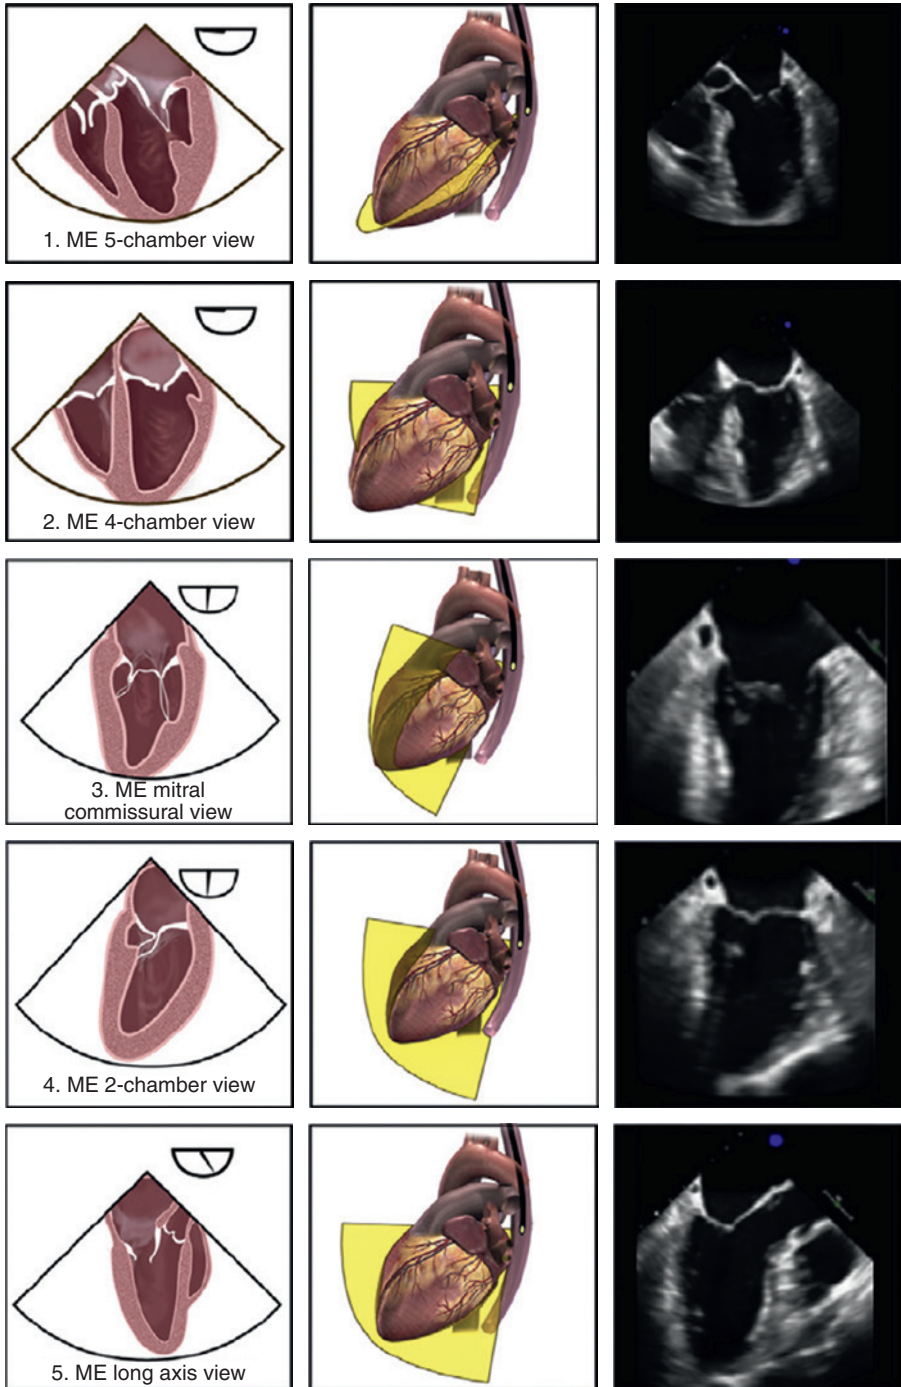 1. ME 5-chamber view
2. ME 4-chamber view
3. ME mitral
commissural view
4. ME 2-chamber view
5. ME long axis view